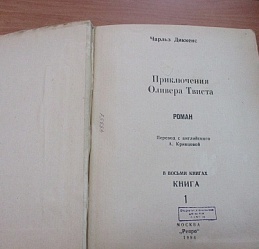 Чарльз Диккенс
Приключения
Оливера Твиста
РОМАН
Перевод с английского
А. Кривцовой
В ВОСЬМИ КНИГАХ
КНИГА
1
МОСКВА